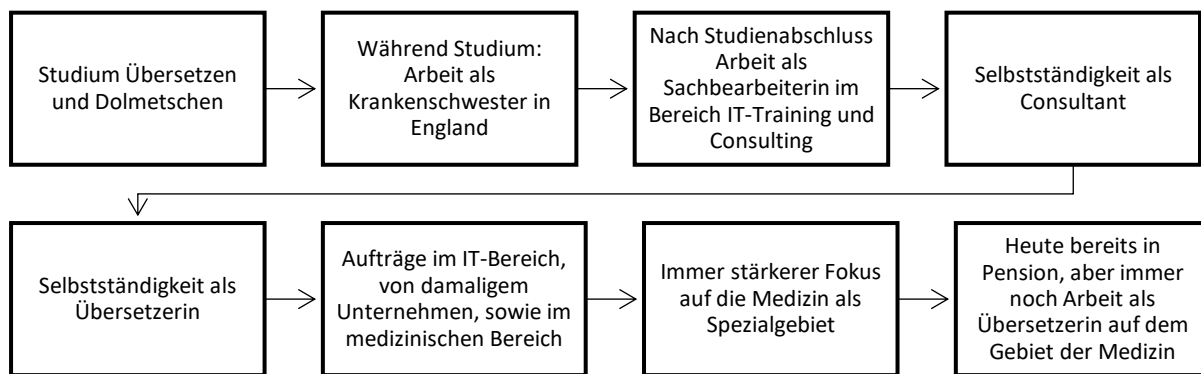 Studium Übersetzen
und Dolmetschen
Während Studium:
Arbeit als
Krankenschwester in
England
Nach Studienabschluss
Arbeit als
Sachbearbeiterin im
Bereich IT-Training und
Consulting
Selbstständigkeit als
Consultant
Selbstständigkeit als
Übersetzerin
Aufträge im IT-Bereich,
von damaligem
Unternehmen, sowie im
medizinischen Bereich
Immer stärkerer Fokus
auf die Medizin als
Spezialgebiet
Heute bereits in
Pension, aber immer
noch Arbeit als
Übersetzerin auf dem
Gebiet der Medizin